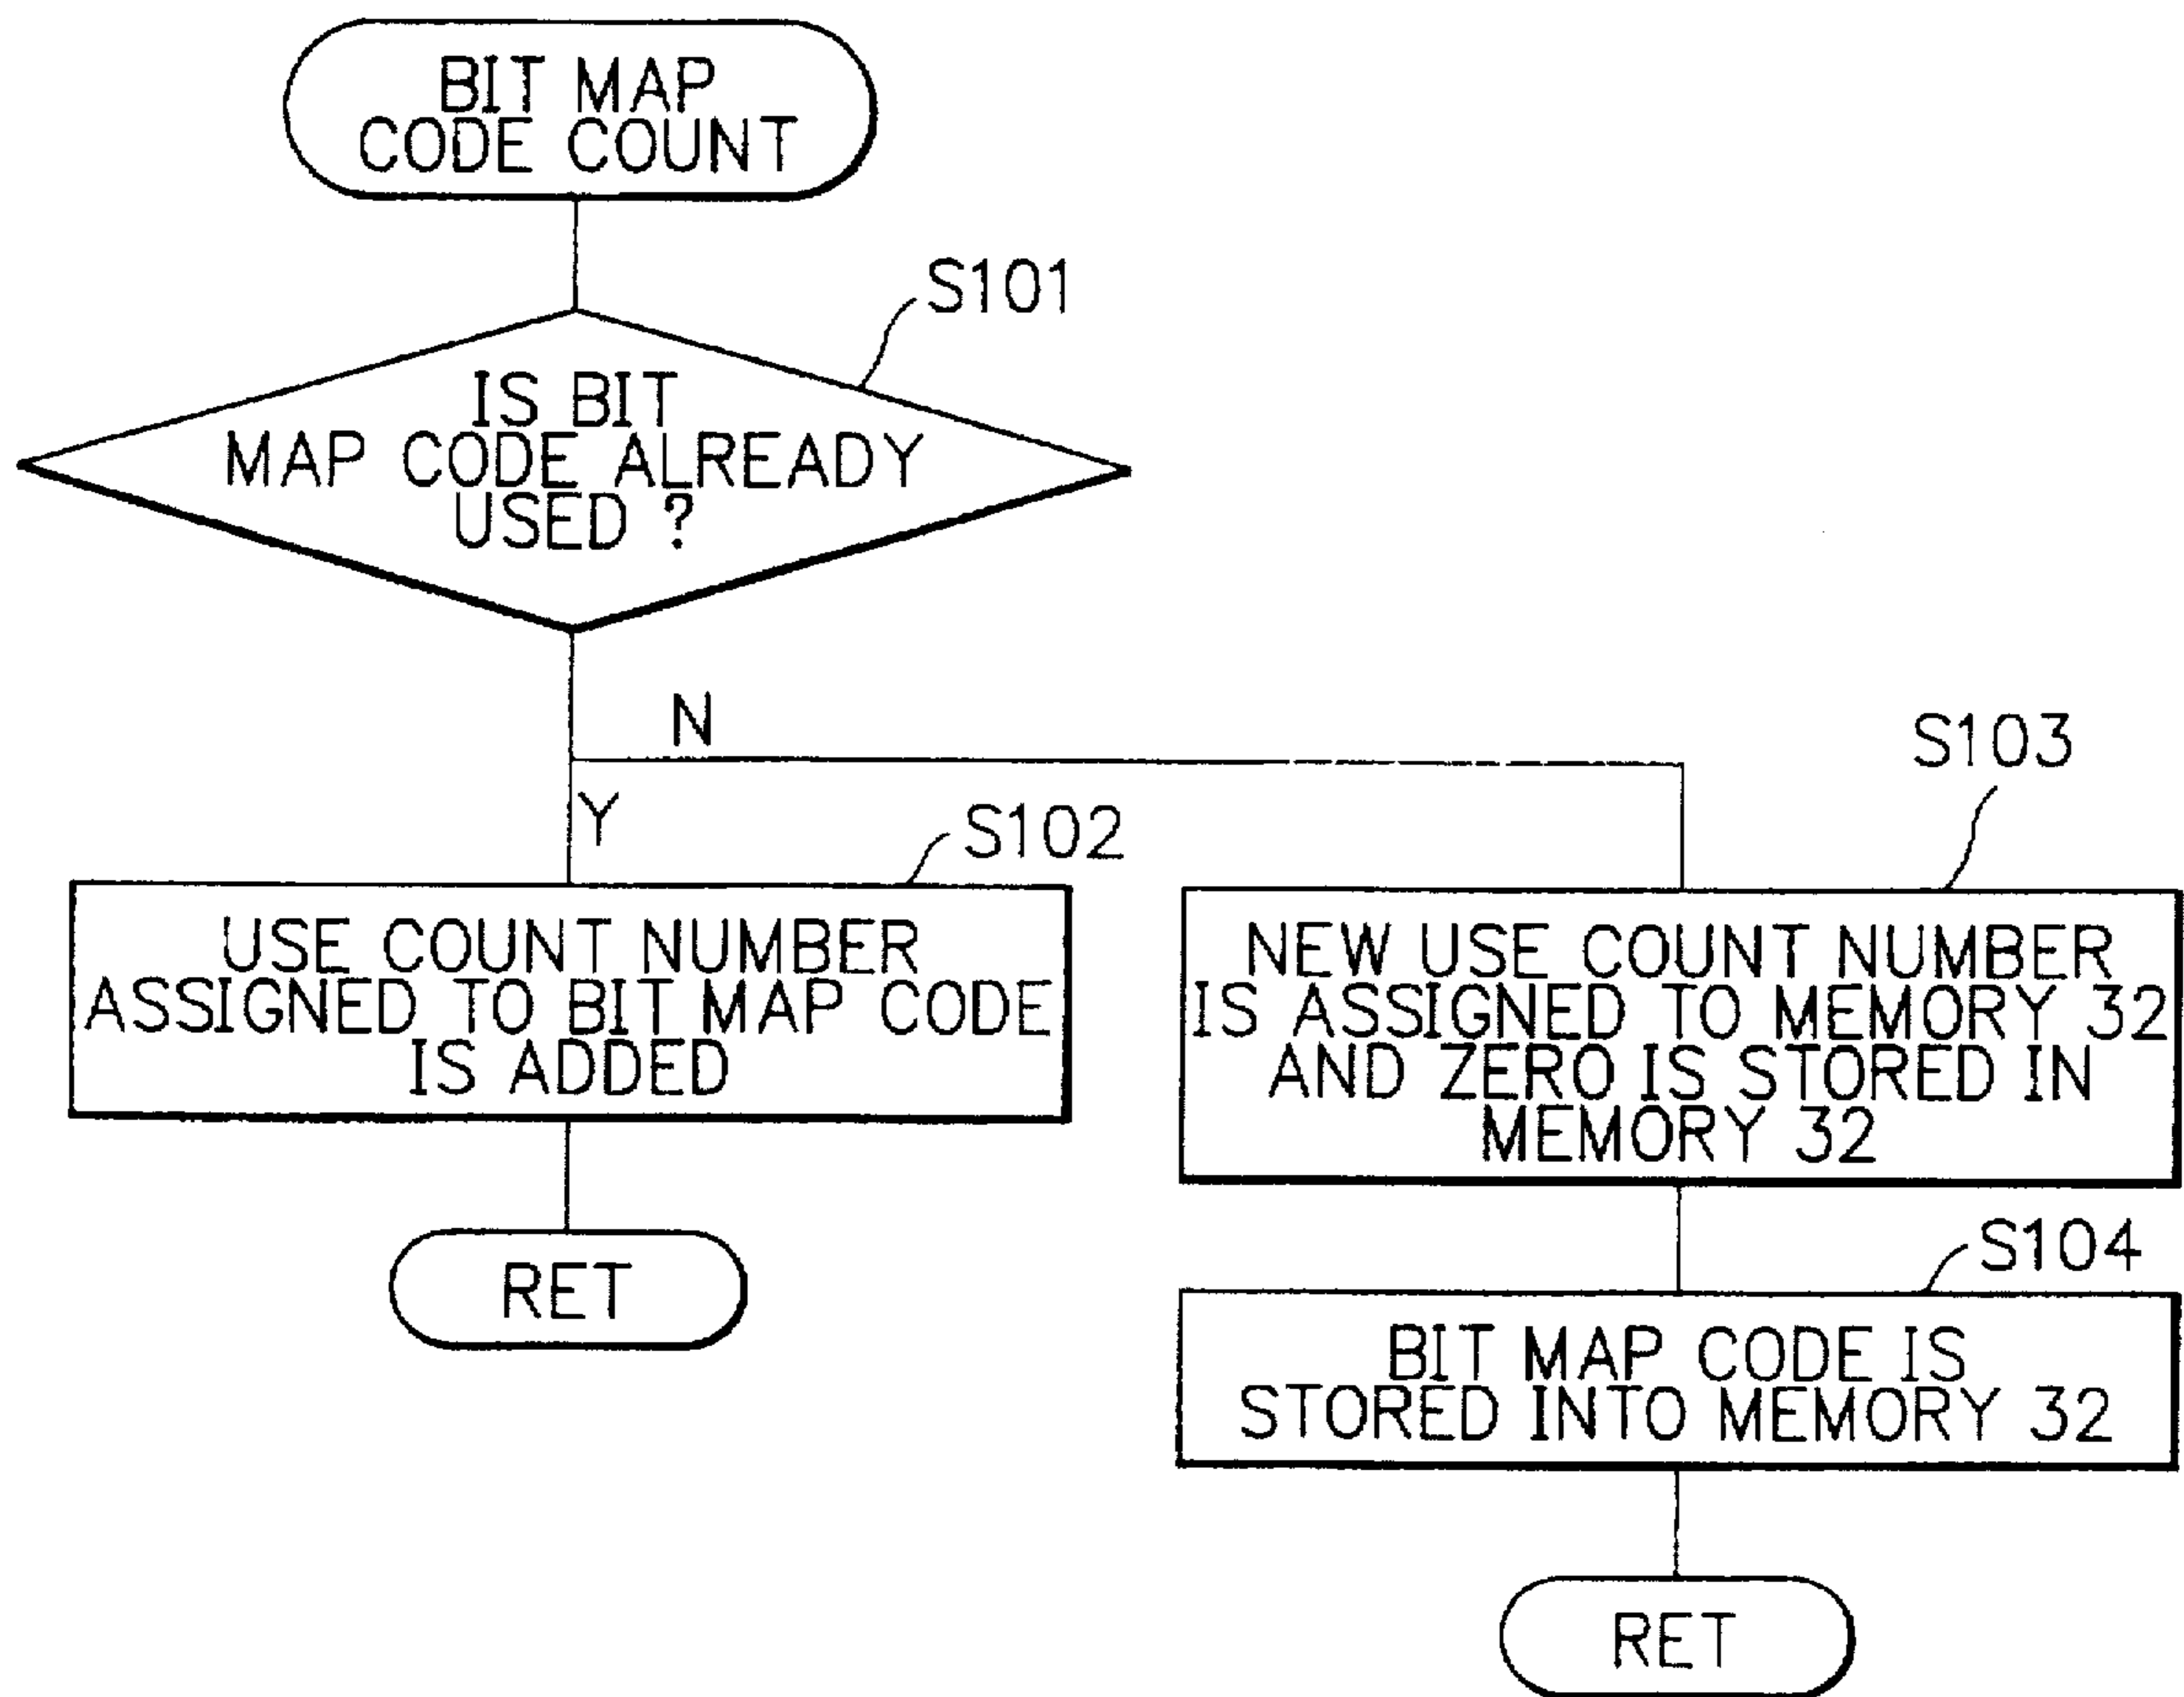 BIT MAP
CODE COUNT
S101
IS BIT
MAP CODE ALREADY
USED ?
N
S103
Y
S102
USE COUNT NUMBER
ASSIGNED TO BIT MAP CODE
IS ADDED
NEW USE COUNT NUMBER
IS ASSIGNED TO MEMORY 32
AND ZERO IS STORED IN
MEMORY 32
RET
S104
BIT MAP CODE IS
STORED INTO MEMORY 32
RET